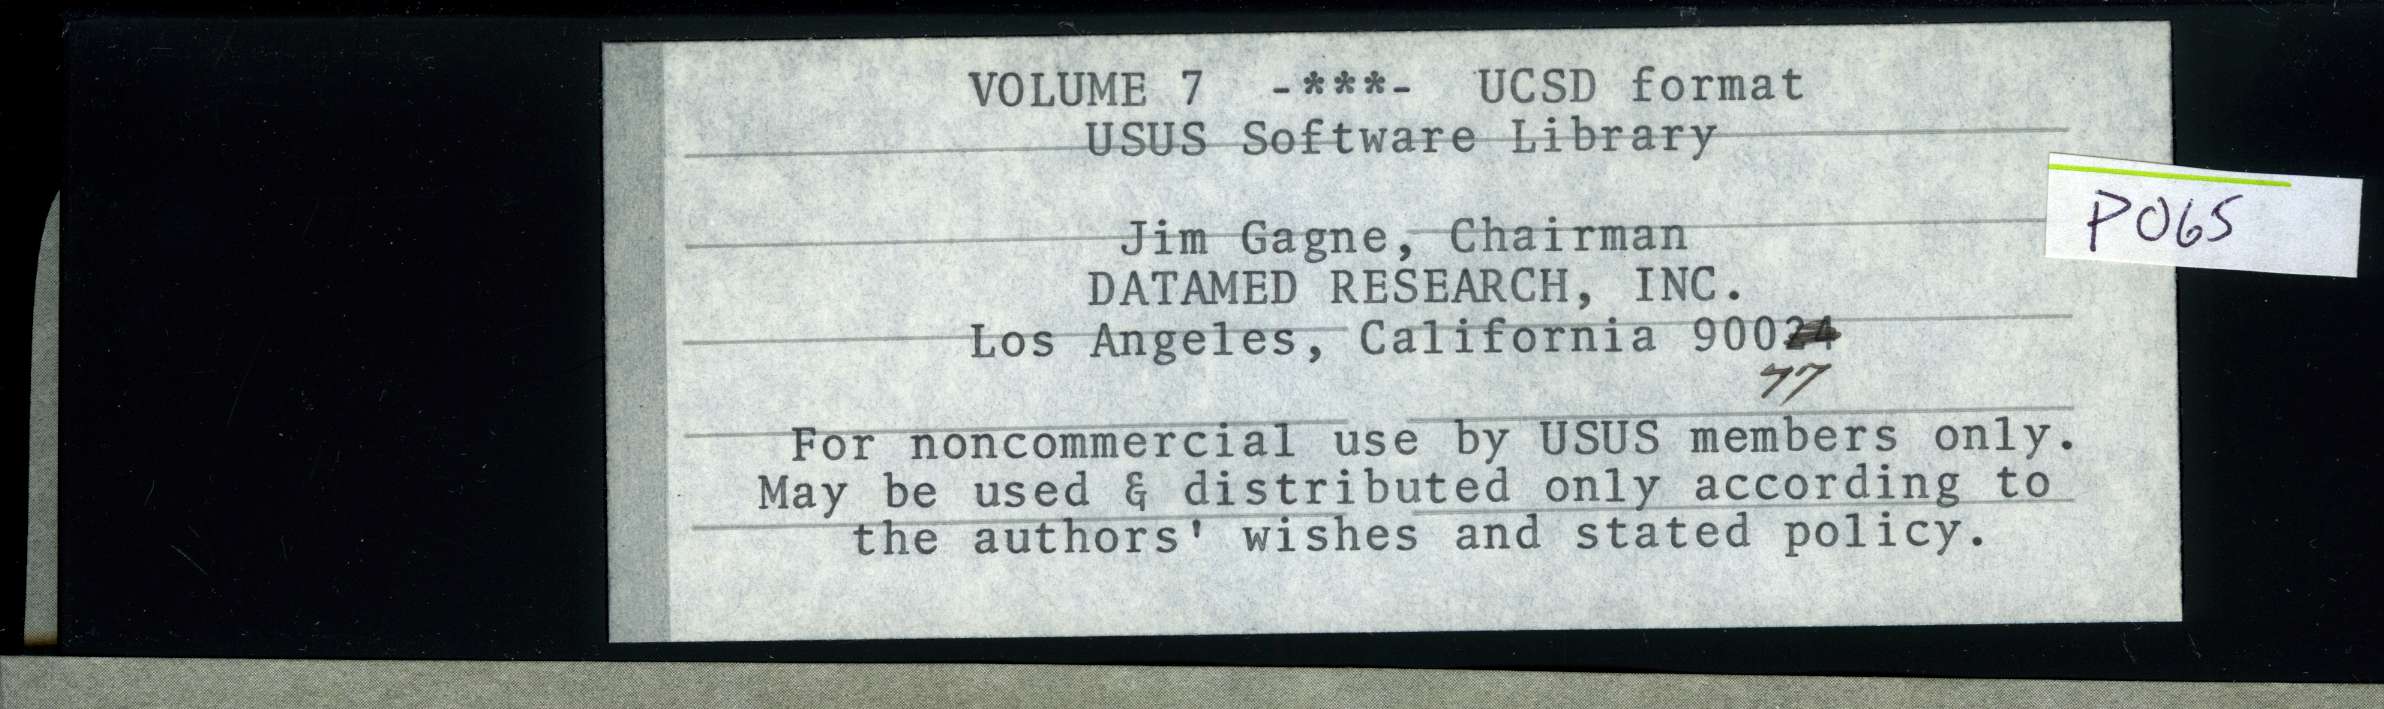 VOLUME 7 -***- UCSD format
USUS Software Library
Jim Gagne, Chairman
DATAMED RESEARCH, INC.
Los Angeles, California 90024
77
For noncommercial use by USUS members only.
May be used & distributed only according to
the authors' wishes and stated policy.
P065